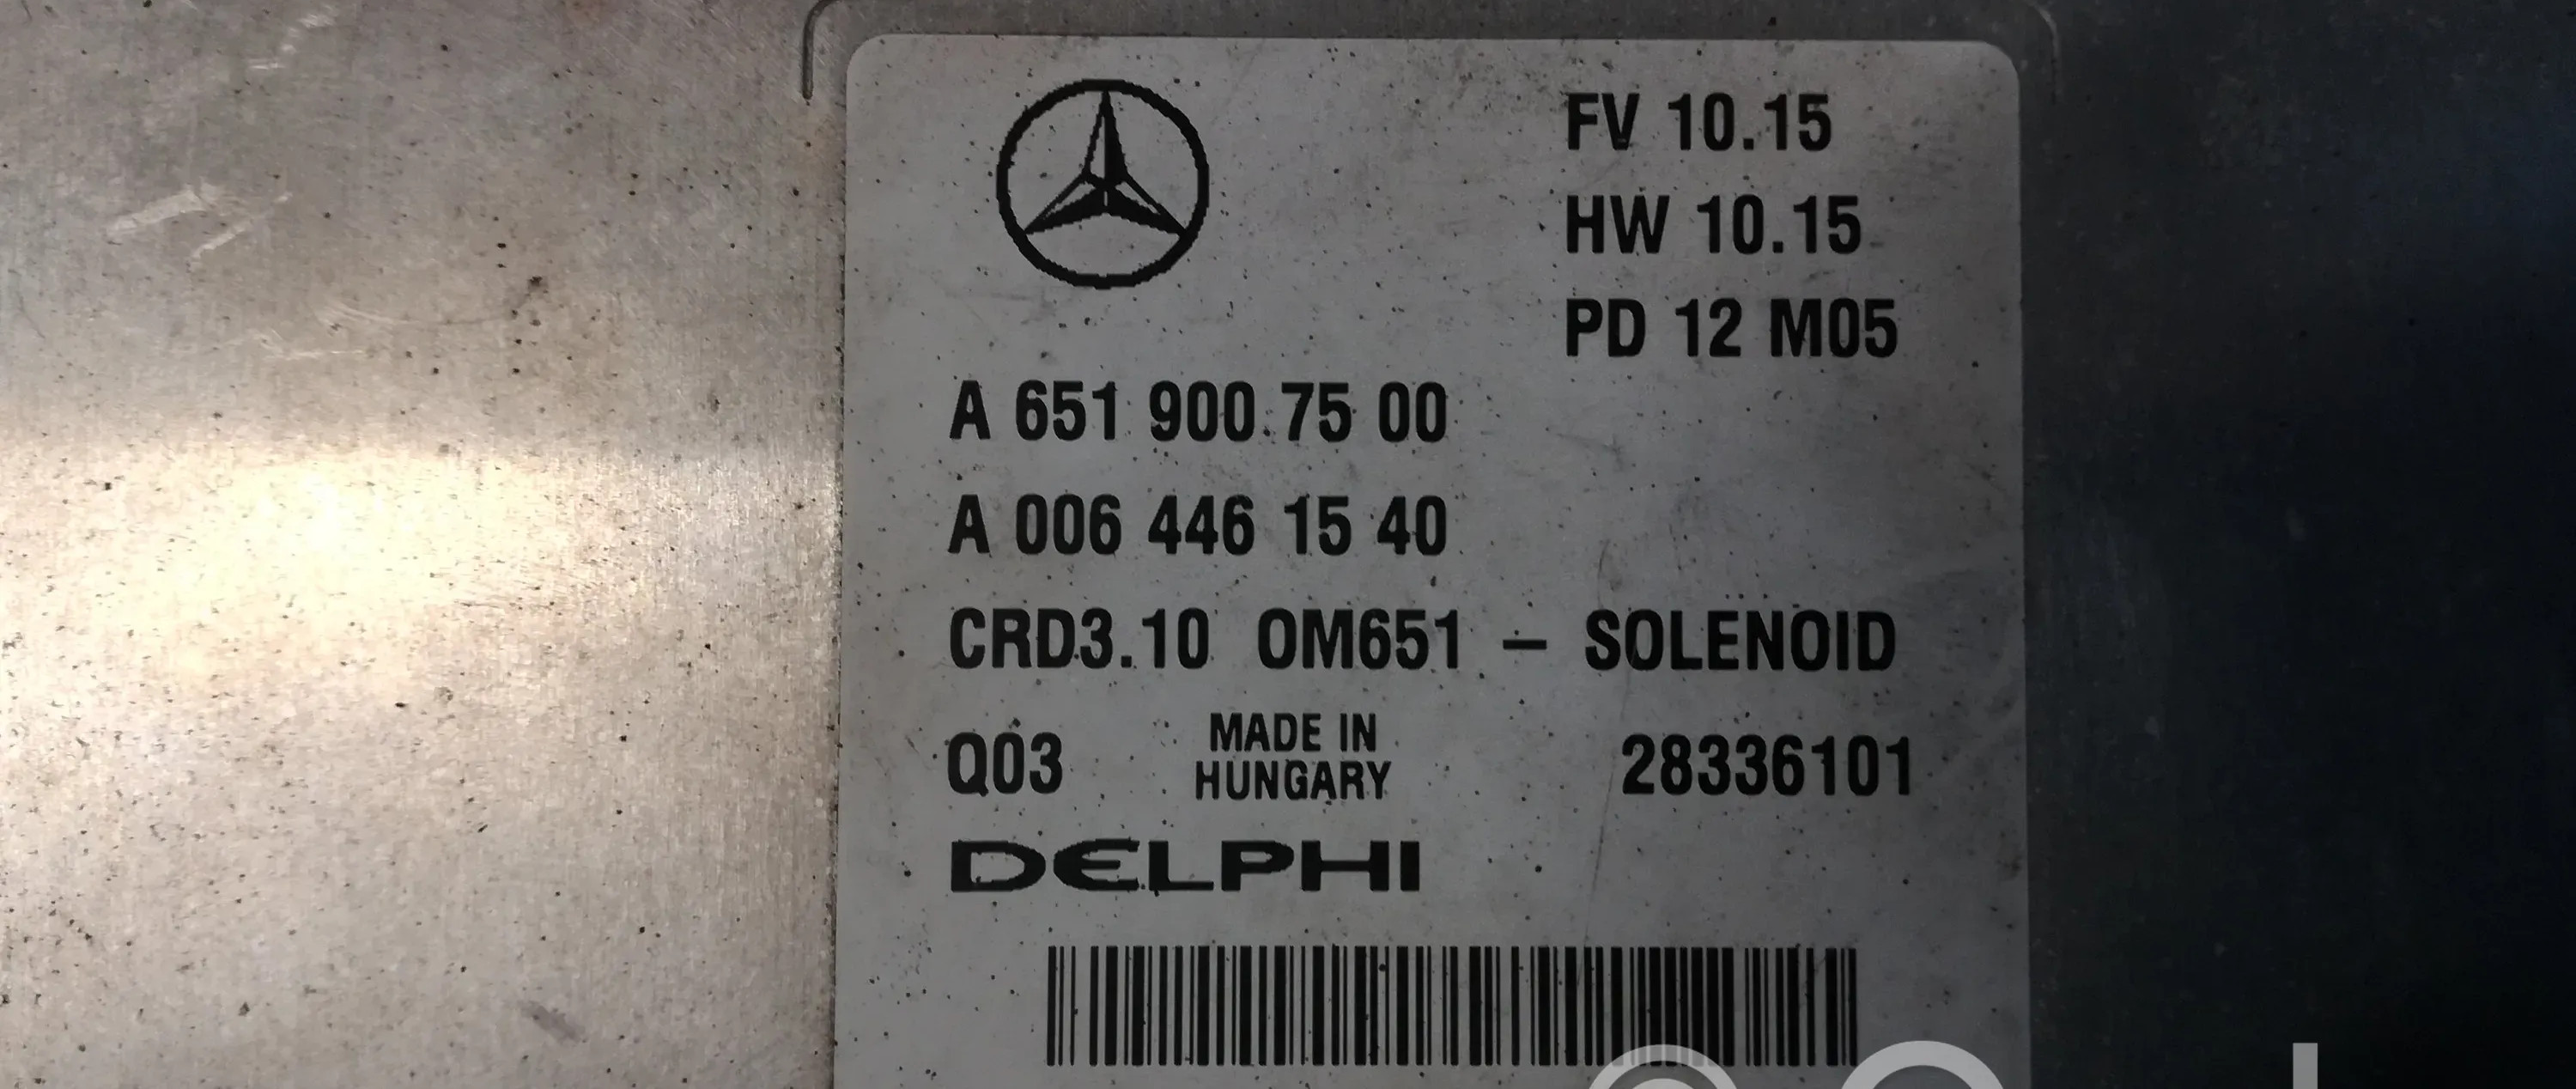 FV 10.15
HW 10.15
PD 12 M05
A 651 900 75 00
A 006 446 15 40
CRD3.10 OM651 – SOLENOID
Q03 MADE IN HUNGARY 28336101
DELPHI